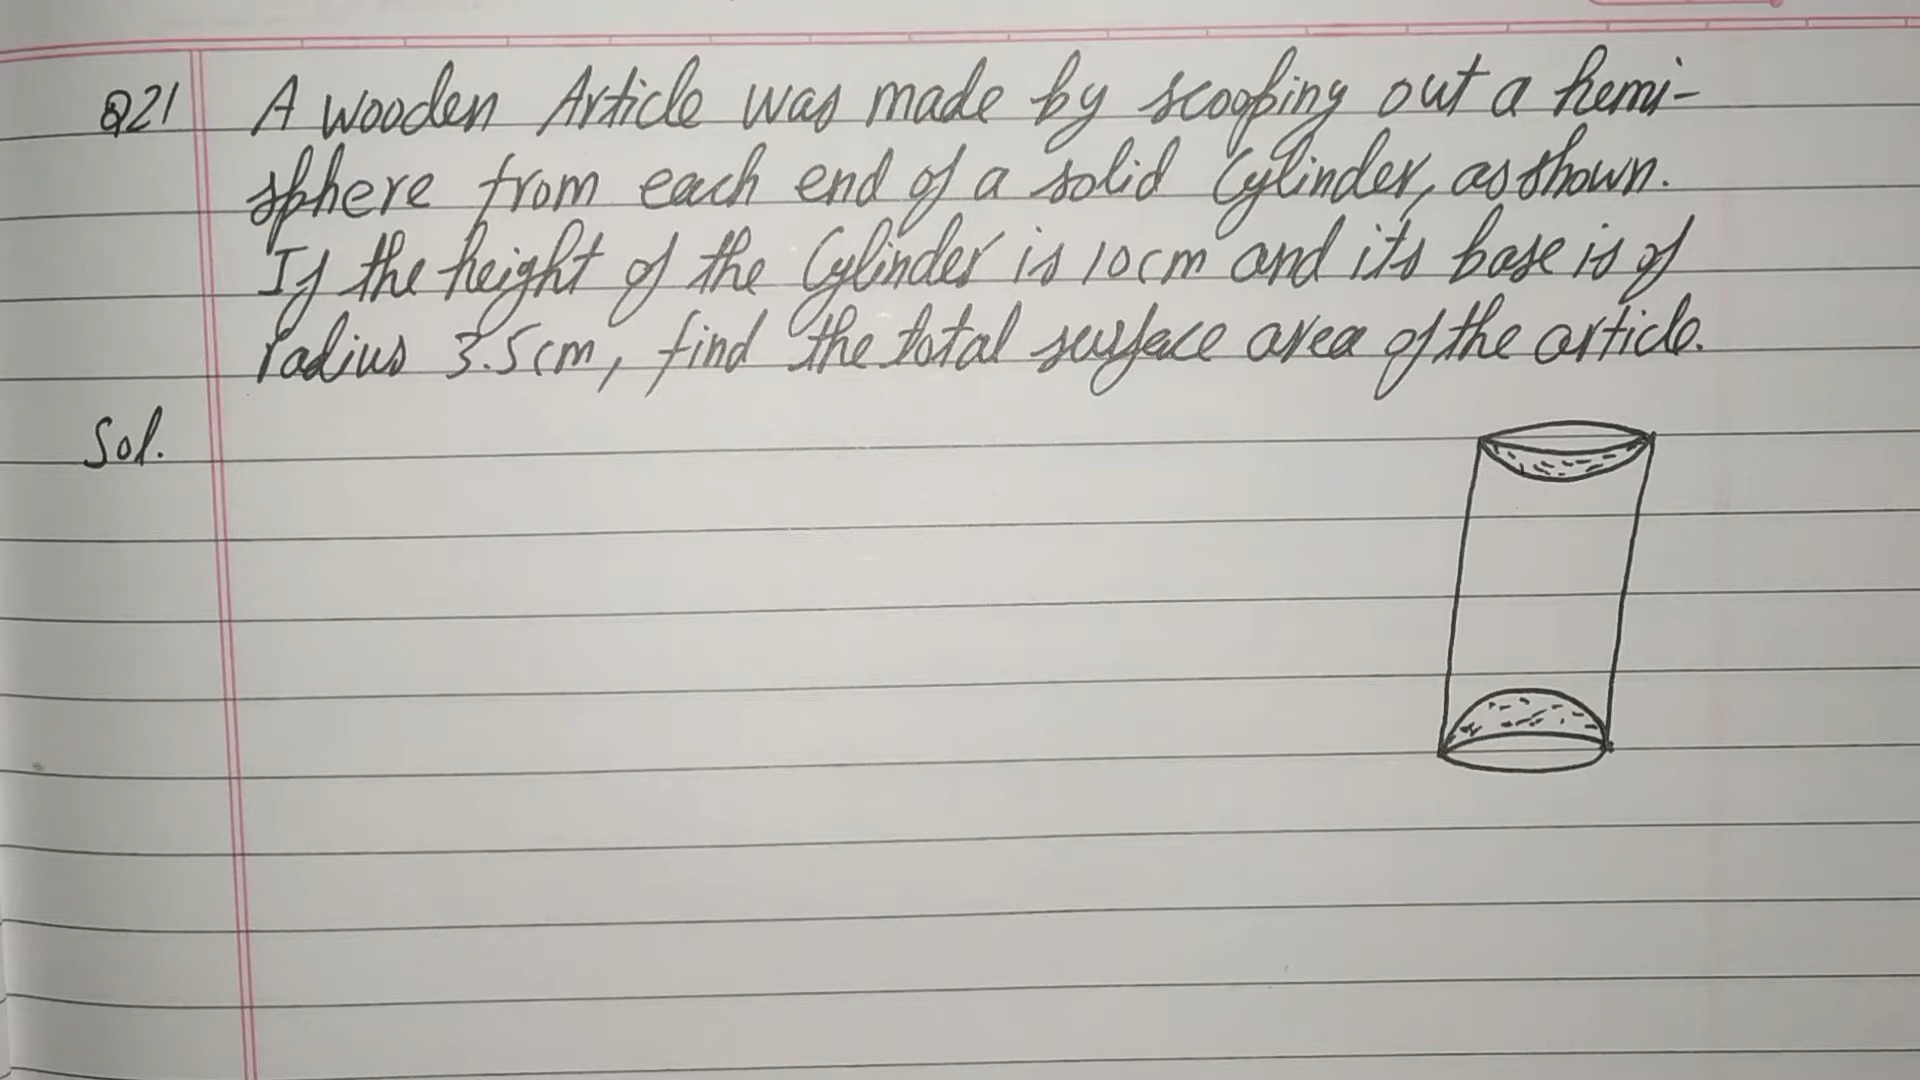 Q21 A wooden Article was made by scooping out a hemi-
sphere from each end of a solid Cylinder, as shown.
If the height of the Cylinder is 10cm and its base is of
radius 3.5cm, find the total surface area of the article.
Sol.